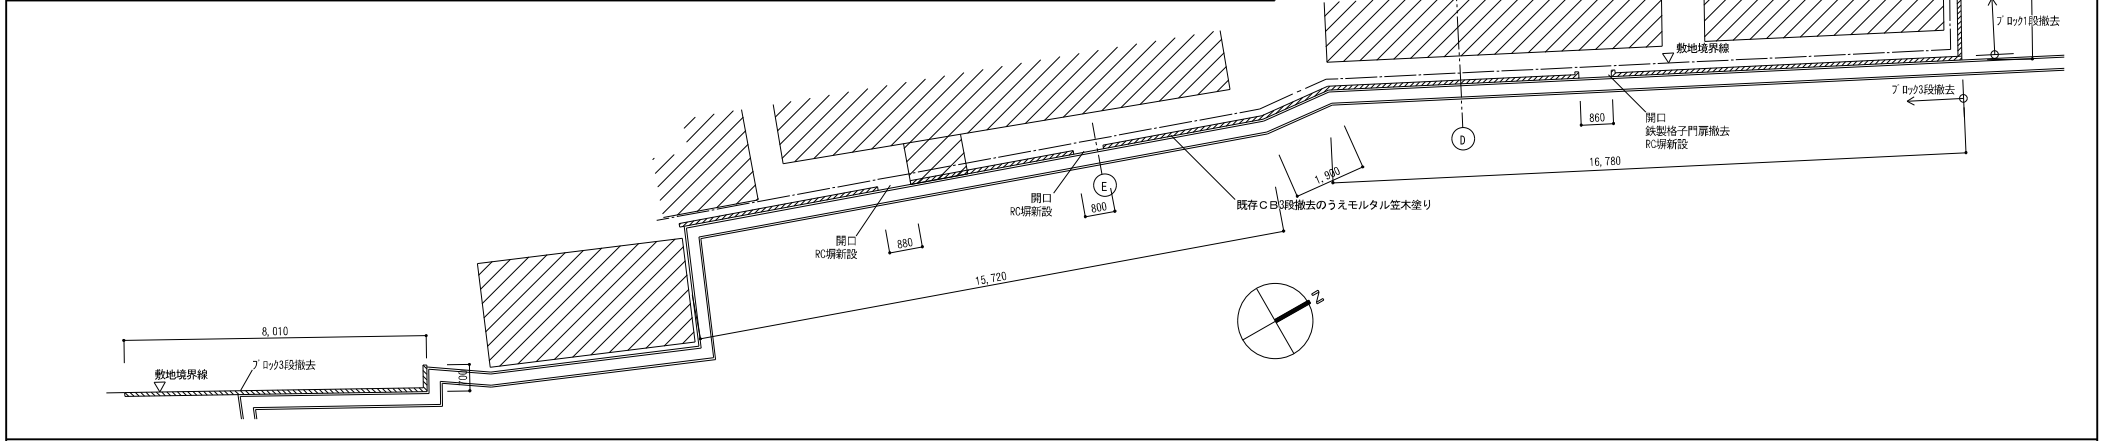 ブロック1段撤去
敷地境界線
ブロック3段撤去
開口
鉄製格子門扉撤去
RC塀新設
860
D
16,780
1,900
E
800
開口
RC塀新設
既存CB3段撤去のうえモルタル笠木塗り
開口
RC塀新設
880
15,720
N
8,010
敷地境界線
ブロック3段撤去
700